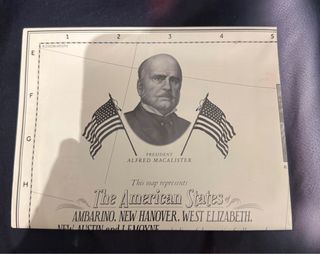 1 2 3 4 5
E
F
G
H
PRESIDENT
ALFRED MACALISTER
This map represents
The American States of
AMBARINO, NEW HANOVER, WEST ELIZABETH,
NEW AUSTIN and LEMOYNE